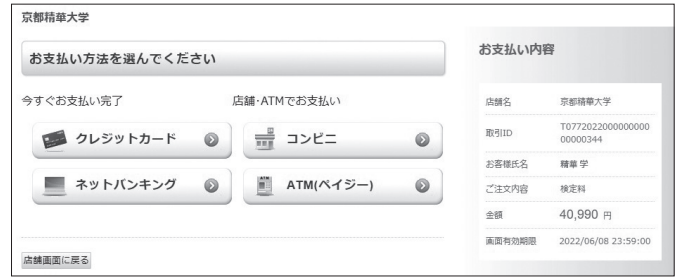 京都精華大学
お支払い方法を選んでください
今すぐお支払い完了
店舗・ATMでお支払い
クレジットカード
コンビニ
ネットバンキング
ATM
ATM(ペイジー)
店舗画面に戻る
お支払い内容
店舗名 京都精華大学
取引ID T0772022000000000
00000344
お客様氏名 精華 学
ご注文内容 検定料
金額 40,990 円
画面有効期限 2022/06/08 23:59:00